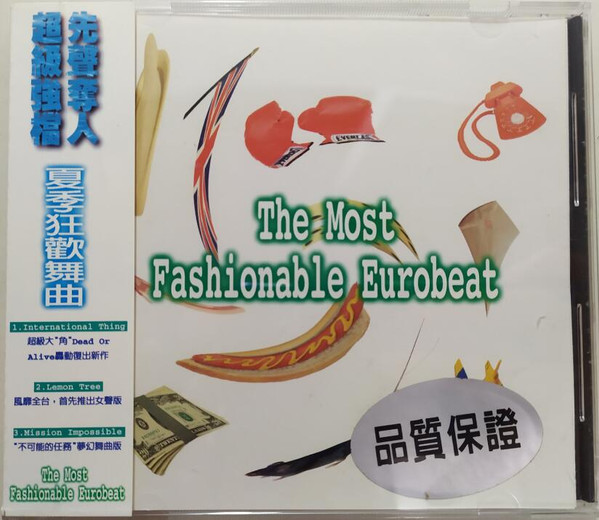 先聲奪人
超級強檔
夏季狂歡舞曲
1.International Thing
超級大"角"Dead Or
Alive轟動復出新作
2.Lemon Tree
風靡全台，首先推出女聲版
3.Mission Impossible
"不可能的任務"夢幻舞曲版
The Most
Fashionable Eurobeat
The Most
Fashionable Eurobeat
品質保證